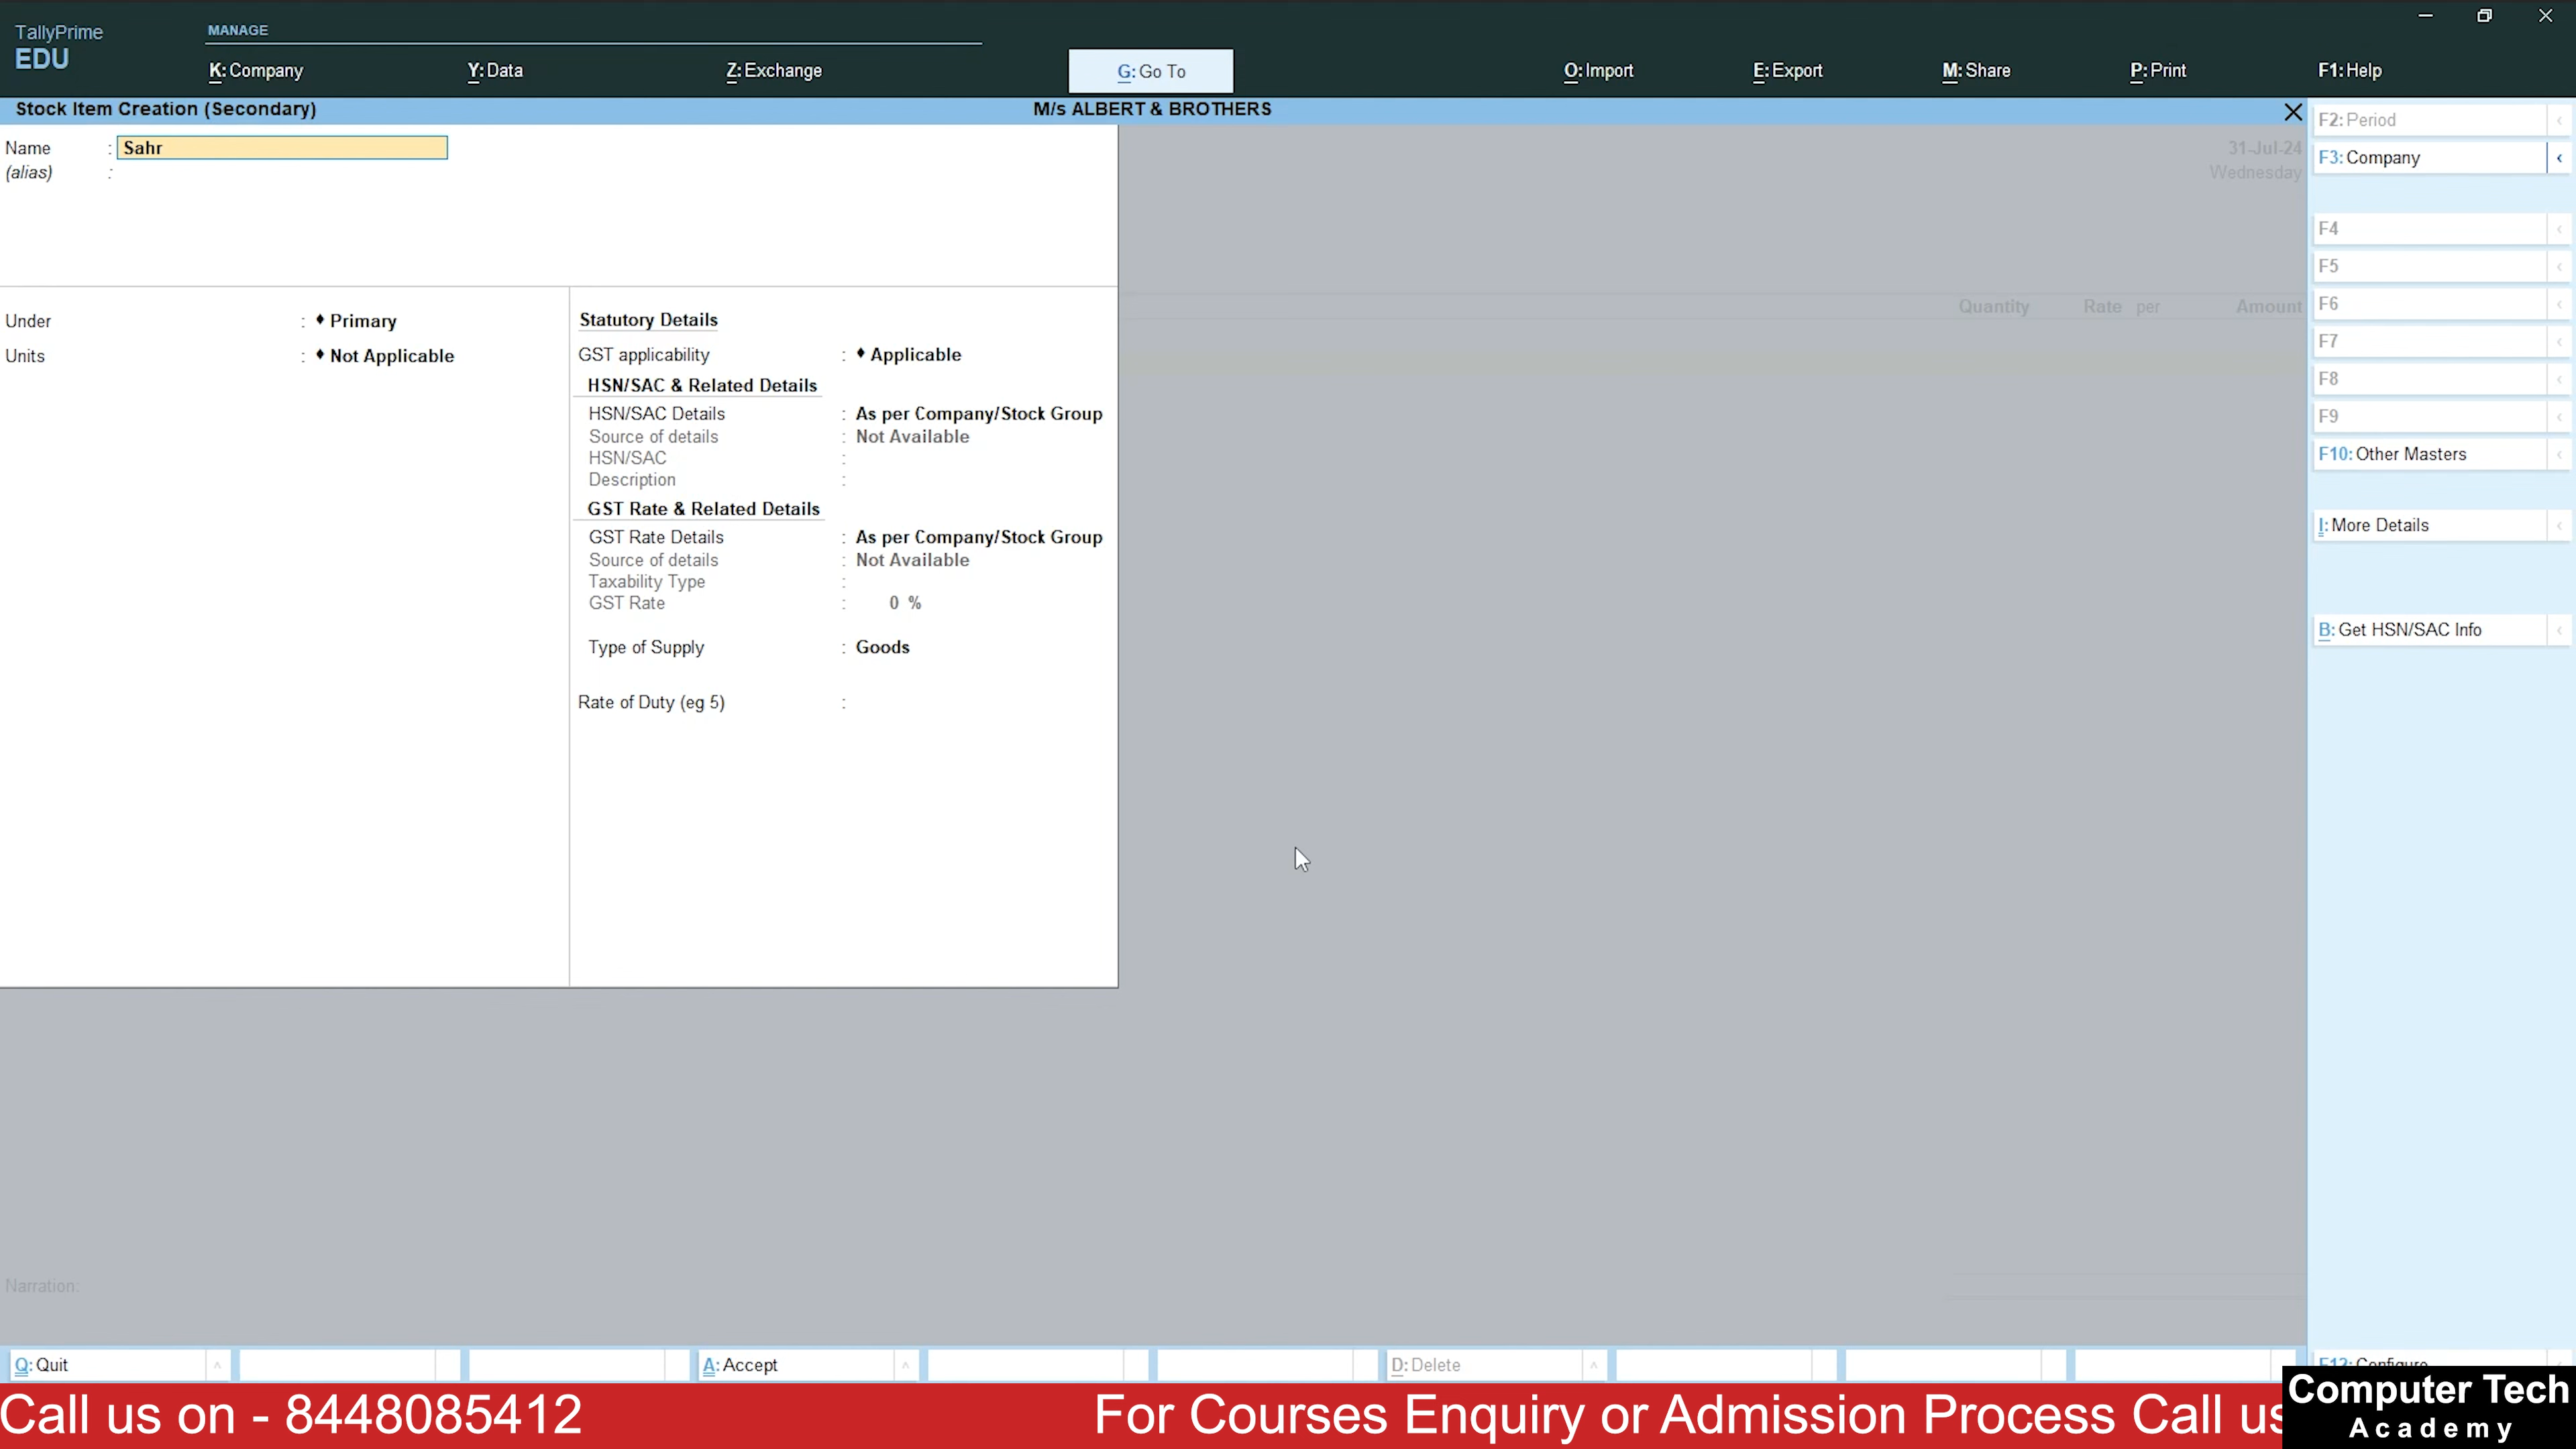 TallyPrime
EDU
MANAGE
K: Company
Y: Data
Z: Exchange
G: Go To
O: Import
E: Export
M: Share
P: Print
F1: Help
Stock Item Creation (Secondary)
M/s ALBERT & BROTHERS
Name : Sahr
(alias) :
31-Jul-24
Wednesday
Quantity Rate per Amount
Under : ♦ Primary
Units : ♦ Not Applicable
Statutory Details
GST applicability : ♦ Applicable
HSN/SAC & Related Details
HSN/SAC Details : As per Company/Stock Group
Source of details : Not Available
HSN/SAC :
Description :
GST Rate & Related Details
GST Rate Details : As per Company/Stock Group
Source of details : Not Available
Taxability Type :
GST Rate : 0 %
Type of Supply : Goods
Rate of Duty (eg 5) :
Narration:
F2: Period
F3: Company
F4
F5
F6
F7
F8
F9
F10: Other Masters
I: More Details
B: Get HSN/SAC Info
F12: Configure
Q: Quit
A: Accept
D: Delete
Call us on - 8448085412
For Courses Enquiry or Admission Process Call us
Computer Tech
Academy